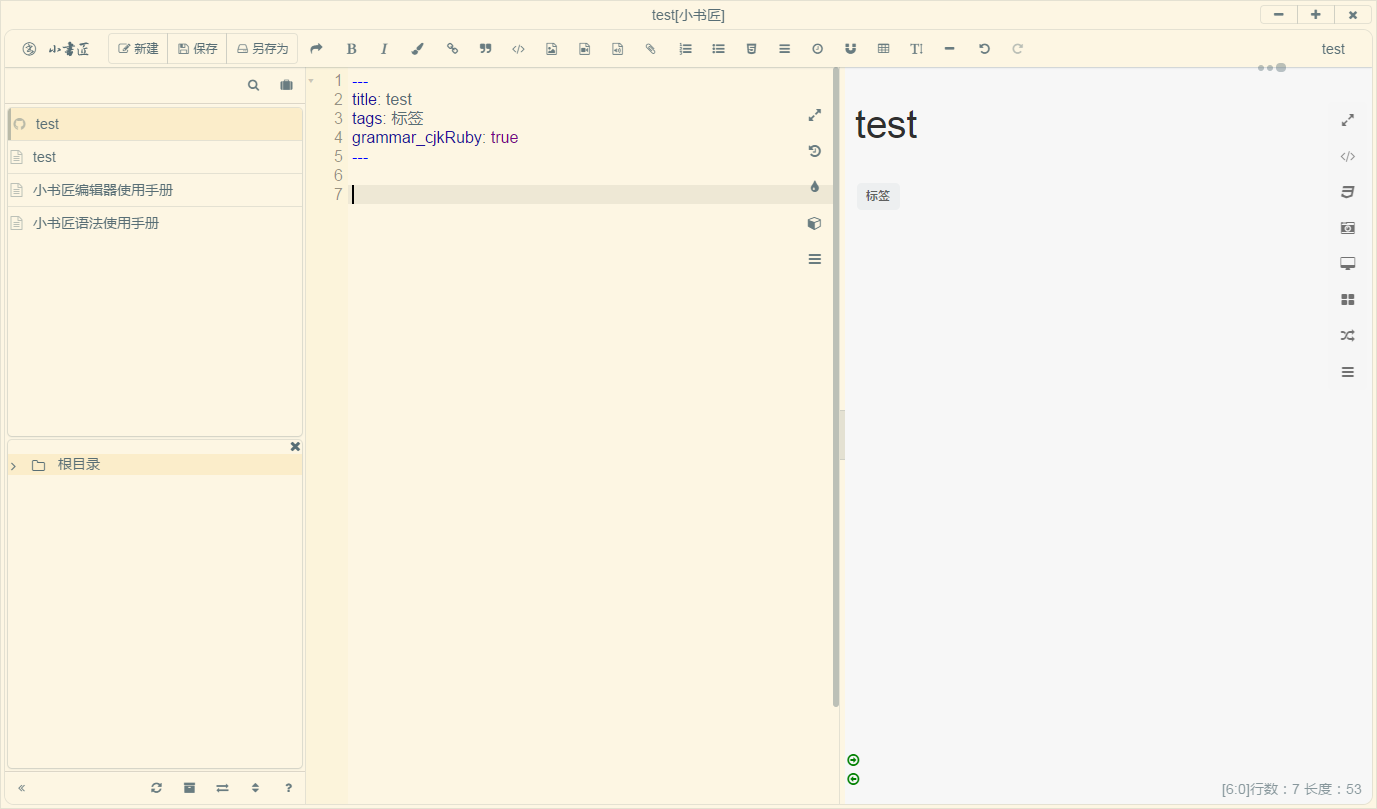 test[小书匠]
小书匠 新建 保存 另存为 test
test
test
小书匠编辑器使用手册
小书匠语法使用手册
根目录
1 ---
2 title: test
3 tags: 标签
4 grammar_cjkRuby: true
5 ---
6
7
test
标签
[6:0]行数：7 长度：53